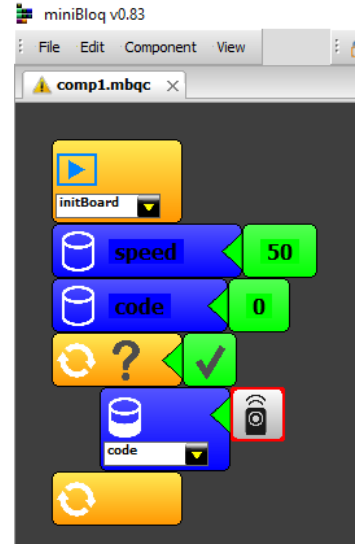 miniBloq v0.83
File Edit Component View
comp1.mbqc
initBoard
speed 50
code 0
?
code